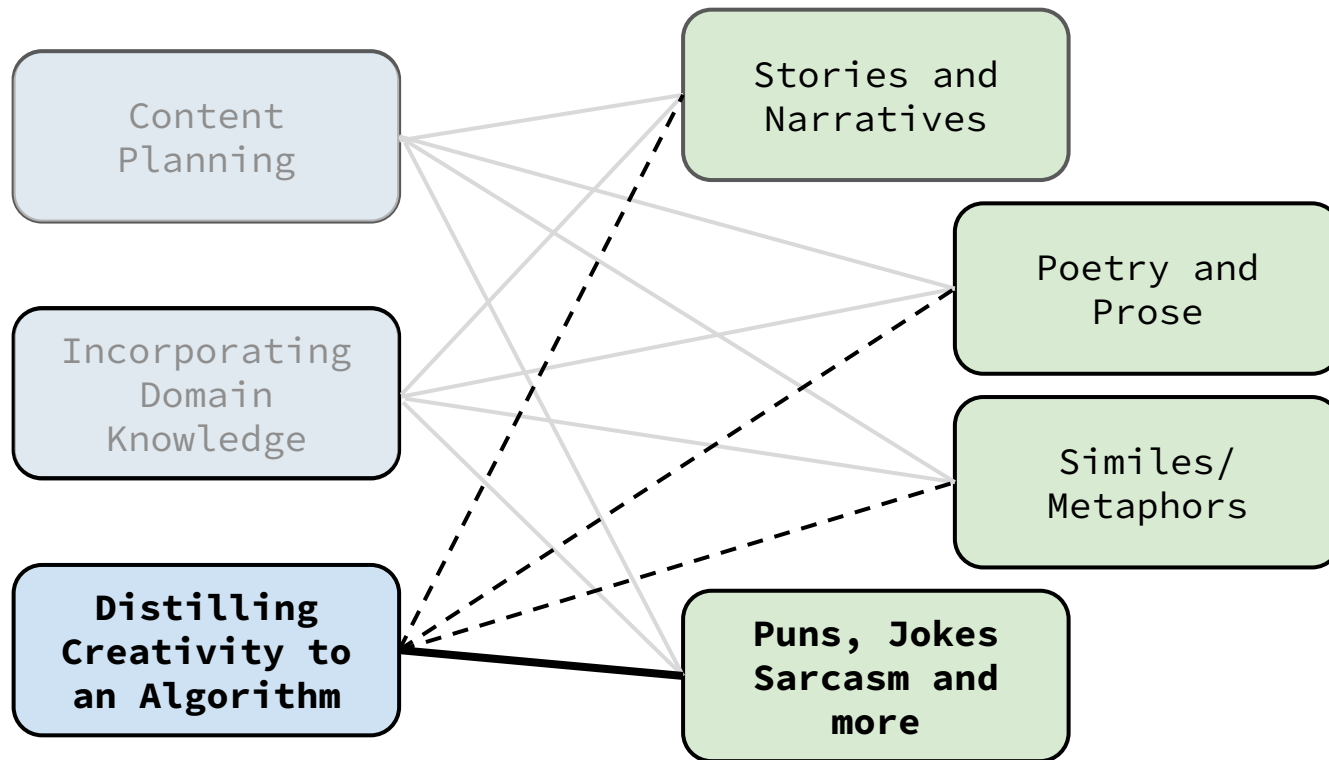 Content
Planning
Incorporating
Domain
Knowledge
Distilling
Creativity to
an Algorithm
Stories and
Narratives
Poetry and
Prose
Similes/
Metaphors
Puns, Jokes
Sarcasm and
more